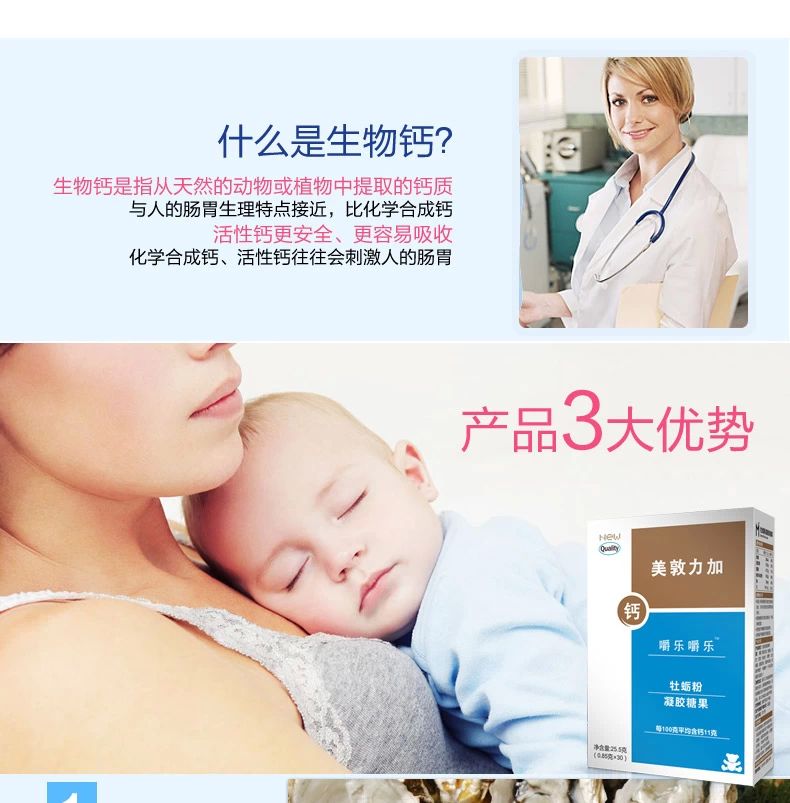 什么是生物钙?
生物钙是指从天然的动物或植物中提取的钙质
与人的肠胃生理特点接近，比化学合成钙
活性钙更安全、更容易吸收
化学合成钙、活性钙往往会刺激人的肠胃
产品3大优势
New
Quality
美敦力加
钙
嚼乐嚼乐™
牡蛎粉
凝胶糖果
每100克平均含钙11克
净含量:25.5克
(0.85克×30)
1